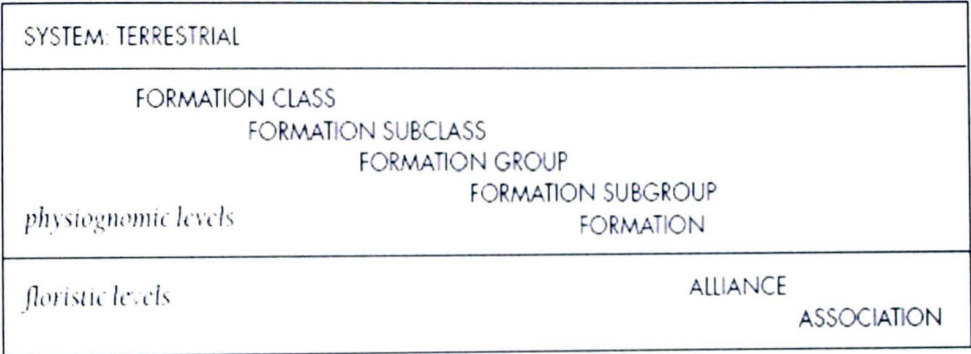 SYSTEM: TERRESTRIAL
FORMATION CLASS
FORMATION SUBCLASS
FORMATION GROUP
FORMATION SUBGROUP
physiognomic levels
FORMATION
ALLIANCE
floristic levels
ASSOCIATION